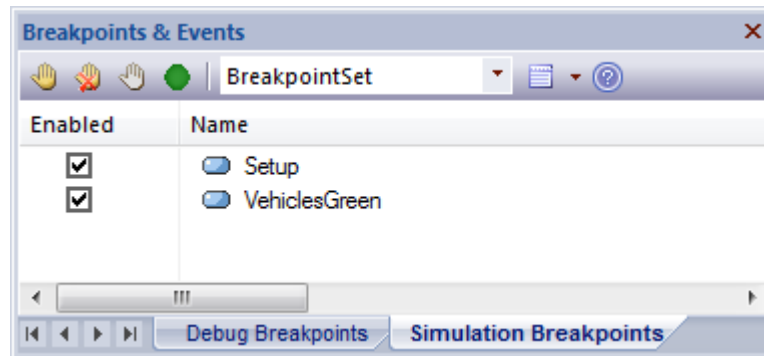 Breakpoints & Events
BreakpointSet
Enabled Name
Setup
VehiclesGreen
Debug Breakpoints Simulation Breakpoints